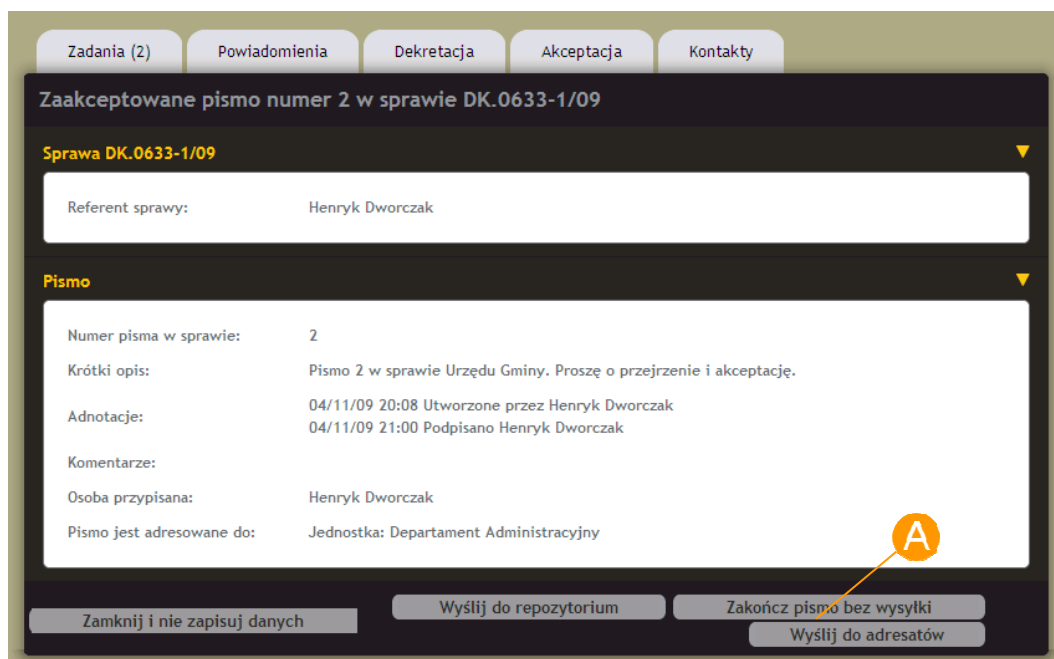 Zadania (2) Powiadomienia Dekretacja Akceptacja Kontakty
Zaakceptowane pismo numer 2 w sprawie DK.0633-1/09
Sprawa DK.0633-1/09
Referent sprawy: Henryk Dworczak
Pismo
Numer pisma w sprawie: 2
Krótki opis: Pismo 2 w sprawie Urzędu Gminy. Proszę o przejrzenie i akceptację.
Adnotacje: 04/11/09 20:08 Utworzone przez Henryk Dworczak
04/11/09 21:00 Podpisano Henryk Dworczak
Komentarze:
Osoba przypisana: Henryk Dworczak
Pismo jest adresowane do: Jednostka: Departament Administracyjny
A
Zamknij i nie zapisuj danych Wyślij do repozytorium Zakończ pismo bez wysyłki
Wyślij do adresatów